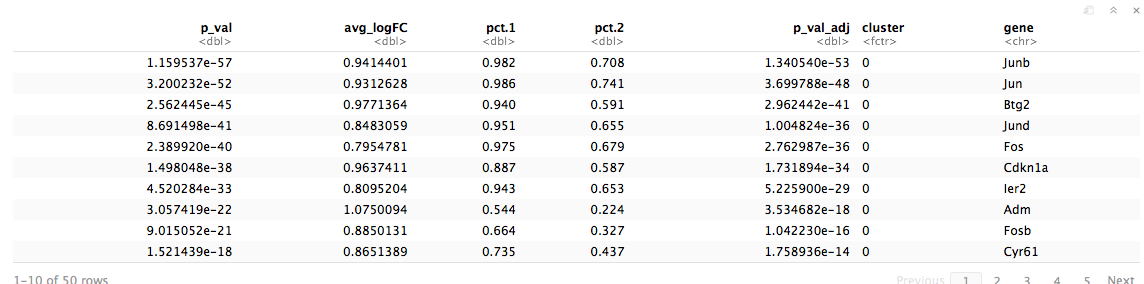 p_val avg_logFC pct.1 pct.2 p_val_adj cluster gene
<dbl> <dbl> <dbl> <dbl> <dbl> <fctr> <chr>
1.159537e-57 0.9414401 0.982 0.708 1.340540e-53 0 Junb
3.200232e-52 0.9312628 0.986 0.741 3.699788e-48 0 Jun
2.562445e-45 0.9771364 0.940 0.591 2.962442e-41 0 Btg2
8.691498e-41 0.8483059 0.951 0.655 1.004824e-36 0 Jund
2.389920e-40 0.7954781 0.975 0.679 2.762987e-36 0 Fos
1.498048e-38 0.9637411 0.887 0.587 1.731894e-34 0 Cdkn1a
4.520284e-33 0.8095204 0.943 0.653 5.225900e-29 0 Ier2
3.057419e-22 1.0750094 0.544 0.224 3.534682e-18 0 Adm
9.015052e-21 0.8850131 0.664 0.327 1.042230e-16 0 Fosb
1.521439e-18 0.8651389 0.735 0.437 1.758936e-14 0 Cyr61
1-10 of 50 rows Previous 1 2 3 4 5 Next